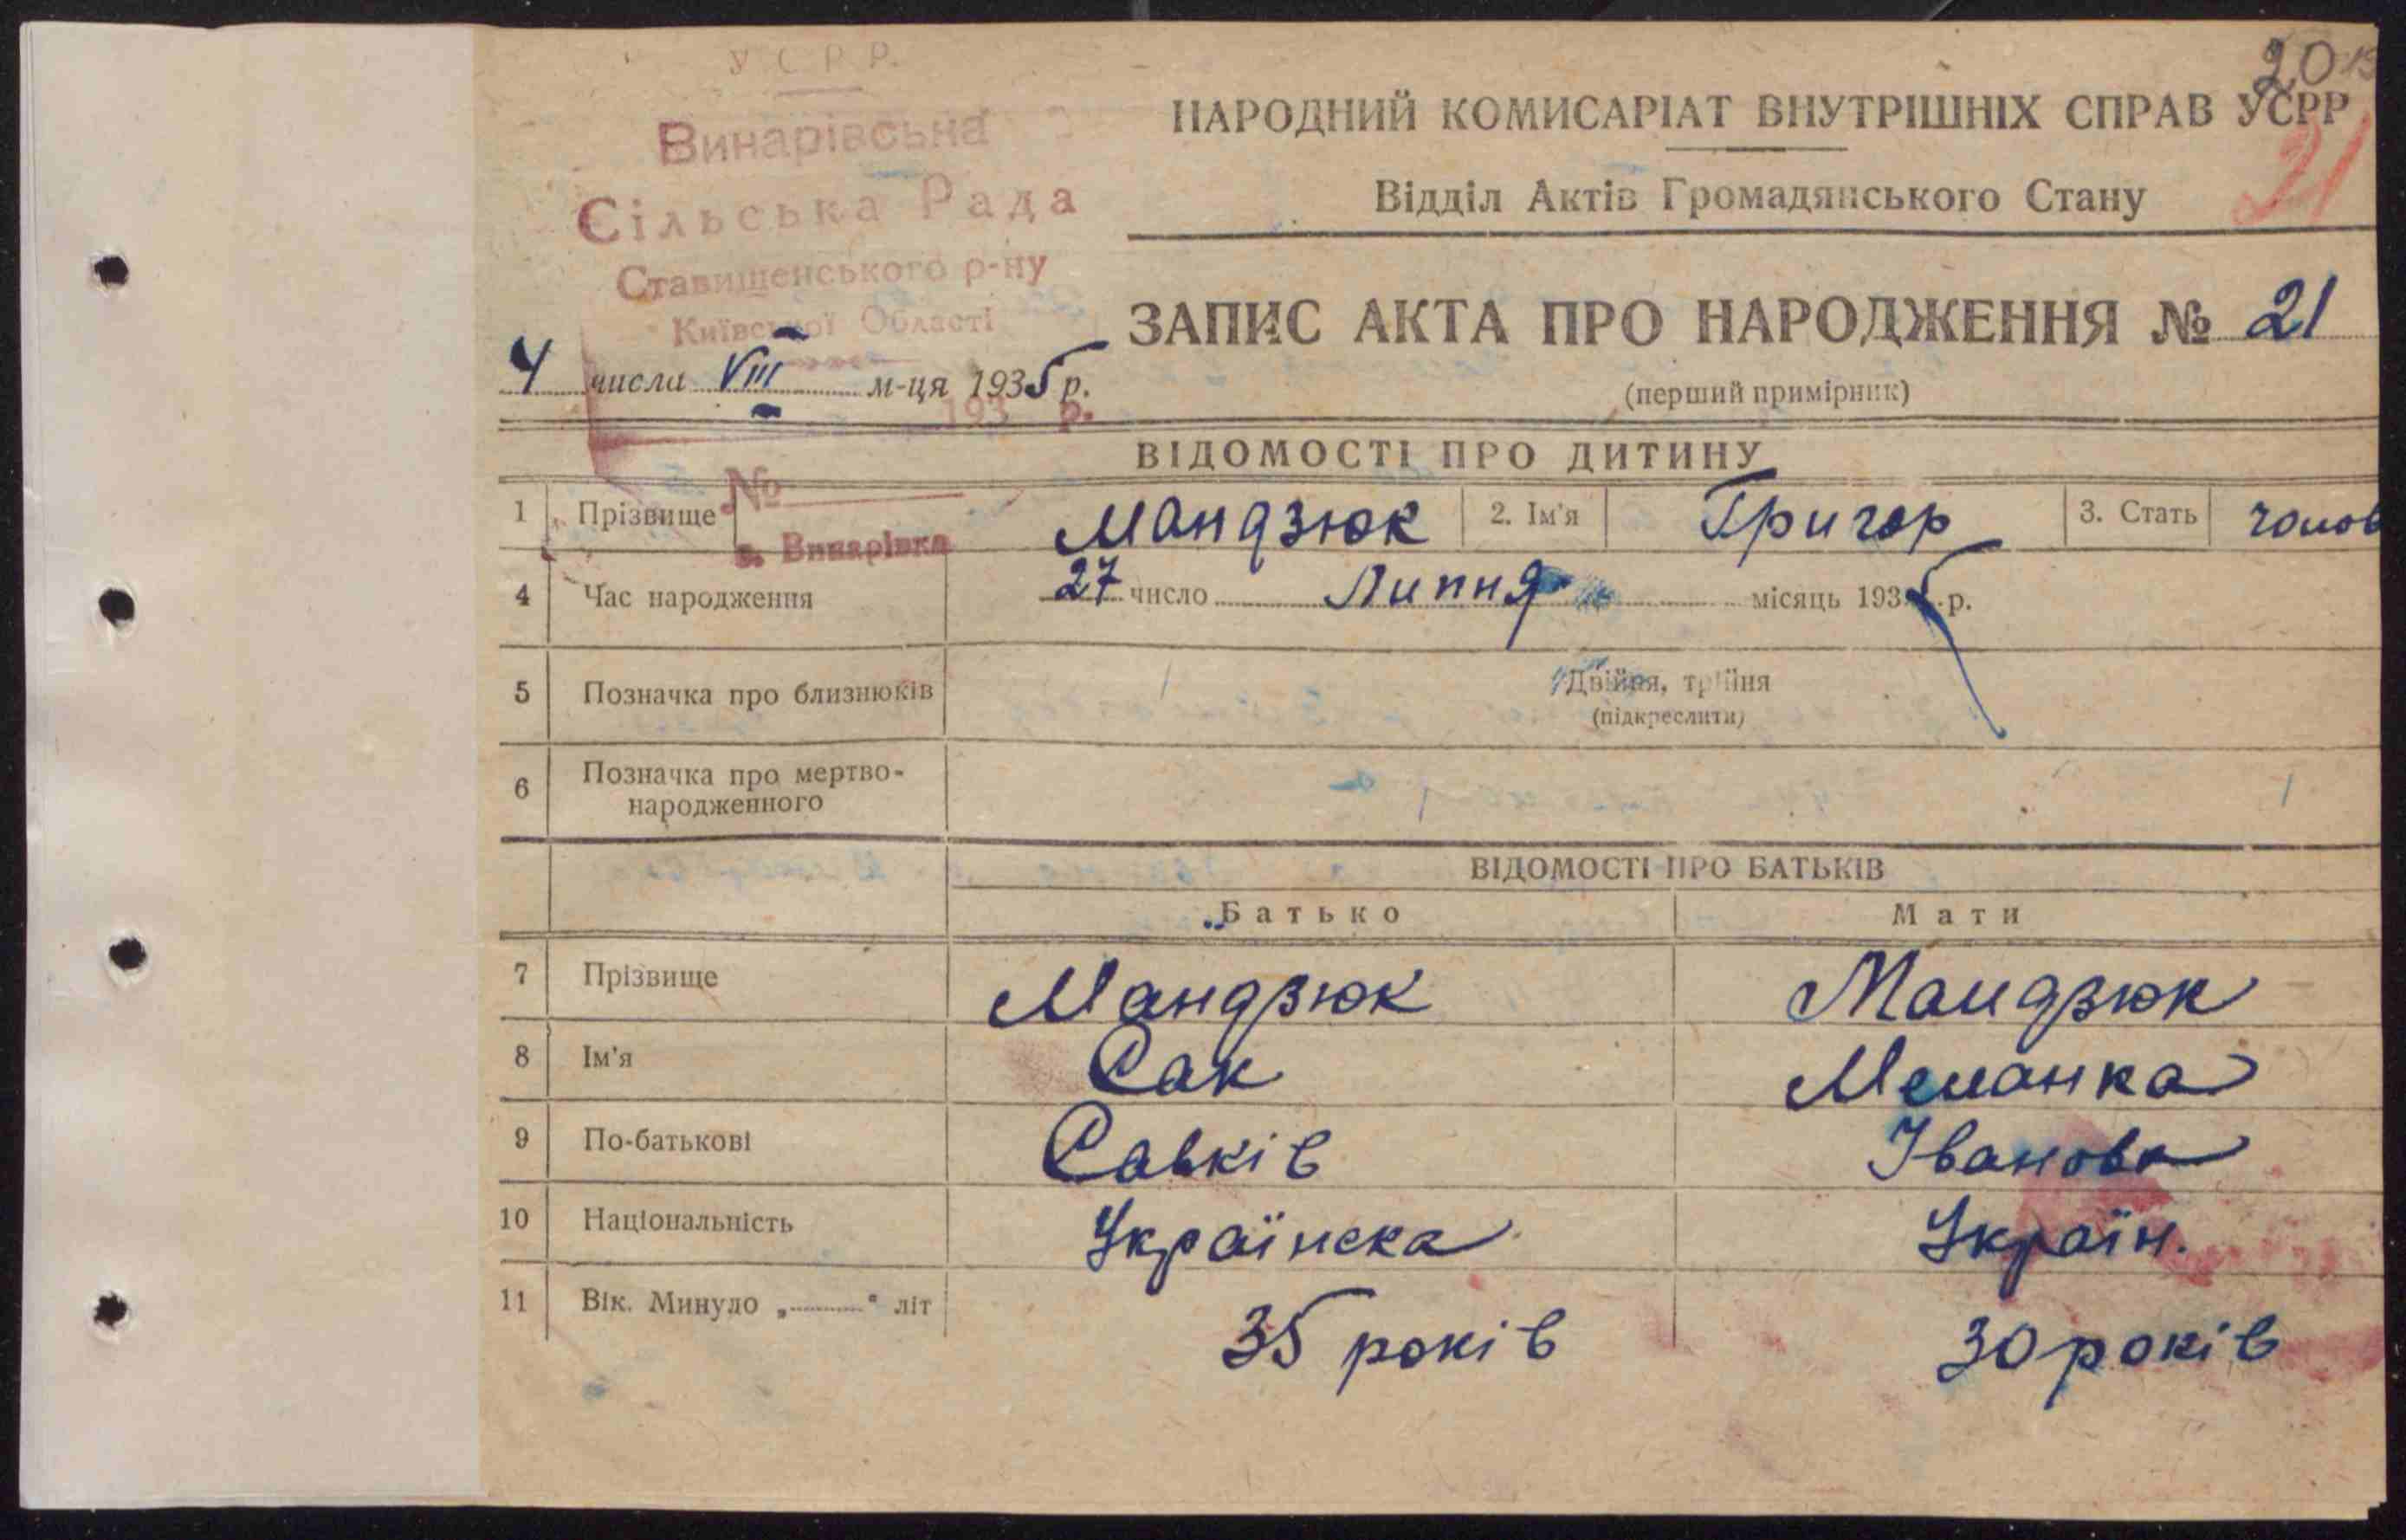 У С Р Р.
Винарівська
Сільська Рада
Ставищенського р-ну
Київської Області
193 р.
№
с. Винарівка
20
21
НАРОДНИЙ КОМИСАРІАТ ВНУТРІШНІХ СПРАВ УСРР
Відділ Актів Громадянського Стану
ЗАПИС АКТА ПРО НАРОДЖЕННЯ № 21
(перший примірник)
4 числа VIII м-ця 1935 р.
ВІДОМОСТІ ПРО ДИТИНУ
1 Прізвище Мандзюк 2. Ім'я Григор 3. Стать чолов
4 Час народження 27 число Липня місяць 1935 р.
5 Позначка про близнюків Двійня, трійня
(підкреслити)
6 Позначка про мертво-
народженного
ВІДОМОСТІ ПРО БАТЬКІВ
Батько Мати
7 Прізвище Мандзюк Мандзюк
8 Ім'я Сак Меланка
9 По-батькові Савків Іванова
10 Національність Українска Україн.
11 Вік. Минуло „ “ літ 35 років 30 років